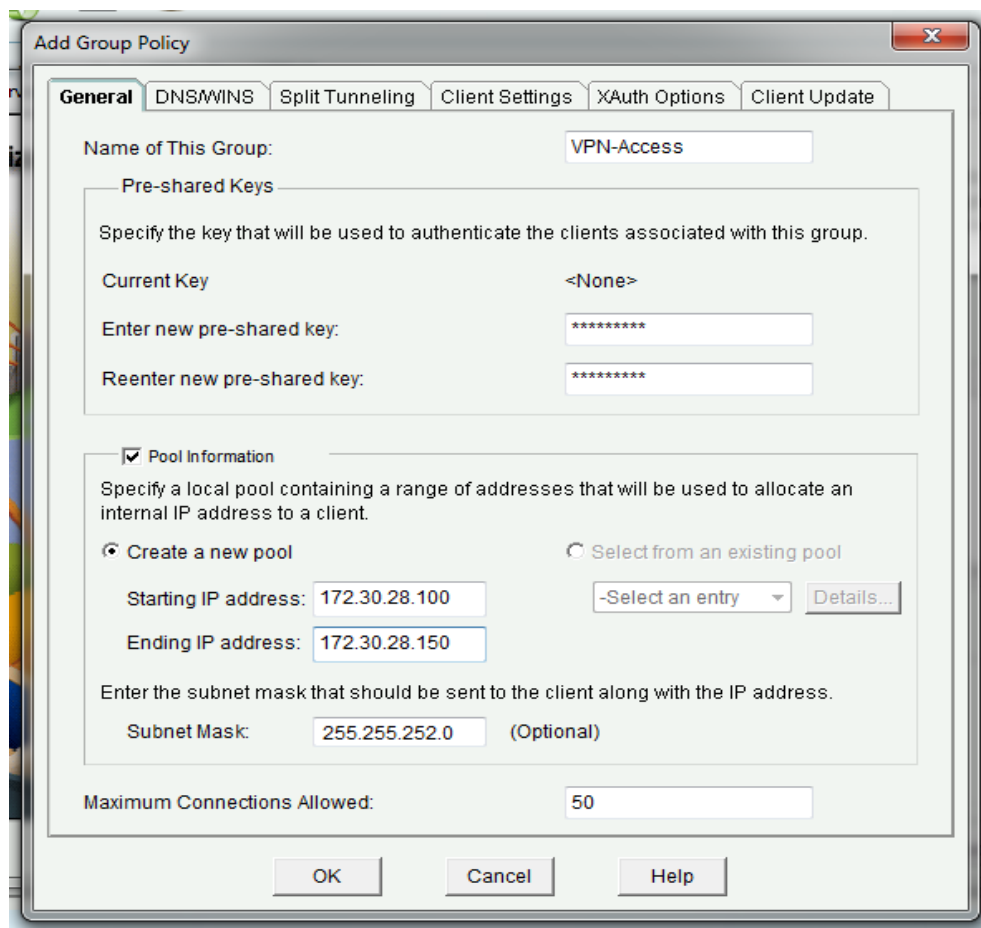 Add Group Policy
General DNS/WINS Split Tunneling Client Settings XAuth Options Client Update
Name of This Group: VPN-Access
Pre-shared Keys
Specify the key that will be used to authenticate the clients associated with this group.
Current Key <None>
Enter new pre-shared key: *********
Reenter new pre-shared key: *********
Pool Information
Specify a local pool containing a range of addresses that will be used to allocate an
internal IP address to a client.
Create a new pool Select from an existing pool
Starting IP address: 172.30.28.100 -Select an entry Details...
Ending IP address: 172.30.28.150
Enter the subnet mask that should be sent to the client along with the IP address.
Subnet Mask: 255.255.252.0 (Optional)
Maximum Connections Allowed: 50
OK Cancel Help